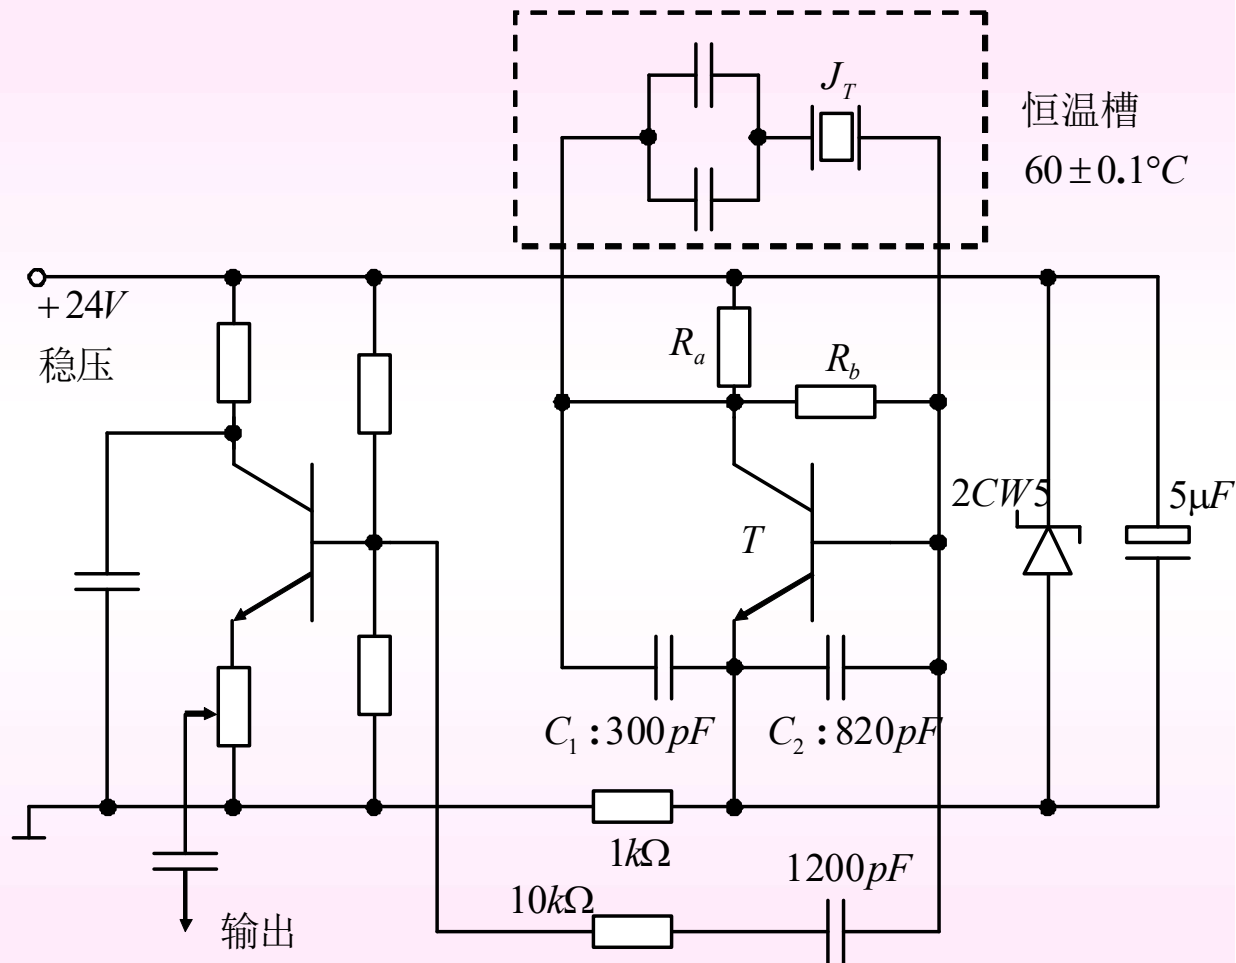 J_T
恒温槽
60±0.1°C
+24V
稳压
R_a
R_b
2CW5
5μF
T
C_1:300pF
C_2:820pF
1kΩ
1200pF
10kΩ
输出